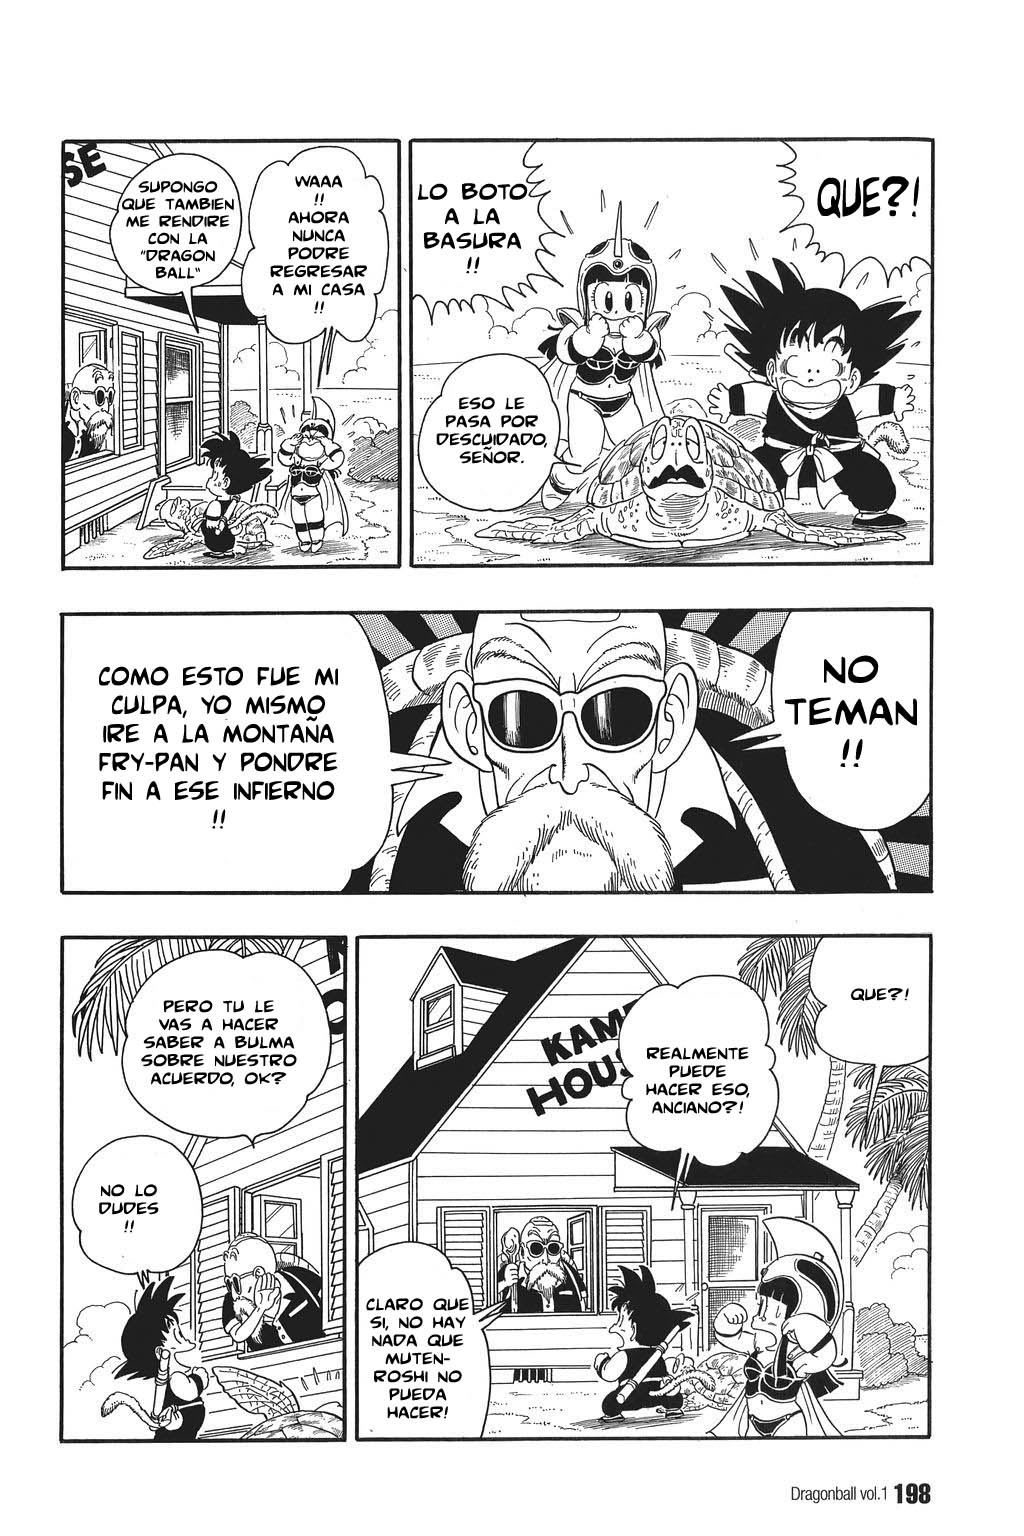 QUE?!
LO BOTO
A LA
BASURA
!!
ESO LE
PASA POR
DESCUIDADO,
SEÑOR.
WAAA
!!
AHORA
NUNCA
PODRE
REGRESAR
A MI CASA
!!
SUPONGO
QUE TAMBIEN
ME RENDIRE
CON LA
"DRAGON
BALL"
SE
NO
TEMAN
!!
COMO ESTO FUE MI
CULPA, YO MISMO
IRE A LA MONTAÑA
FRY-PAN Y PONDRE
FIN A ESE INFIERNO
!!
QUE?!
REALMENTE
PUEDE
HACER ESO,
ANCIANO?!
KAM
HOUS
CLARO QUE
SI, NO HAY
NADA QUE
MUTEN-
ROSHI NO
PUEDA
HACER!
PERO TU LE
VAS A HACER
SABER A BULMA
SOBRE NUESTRO
ACUERDO, OK?
NO LO
DUDES
!!
Dragonball vol.1 198